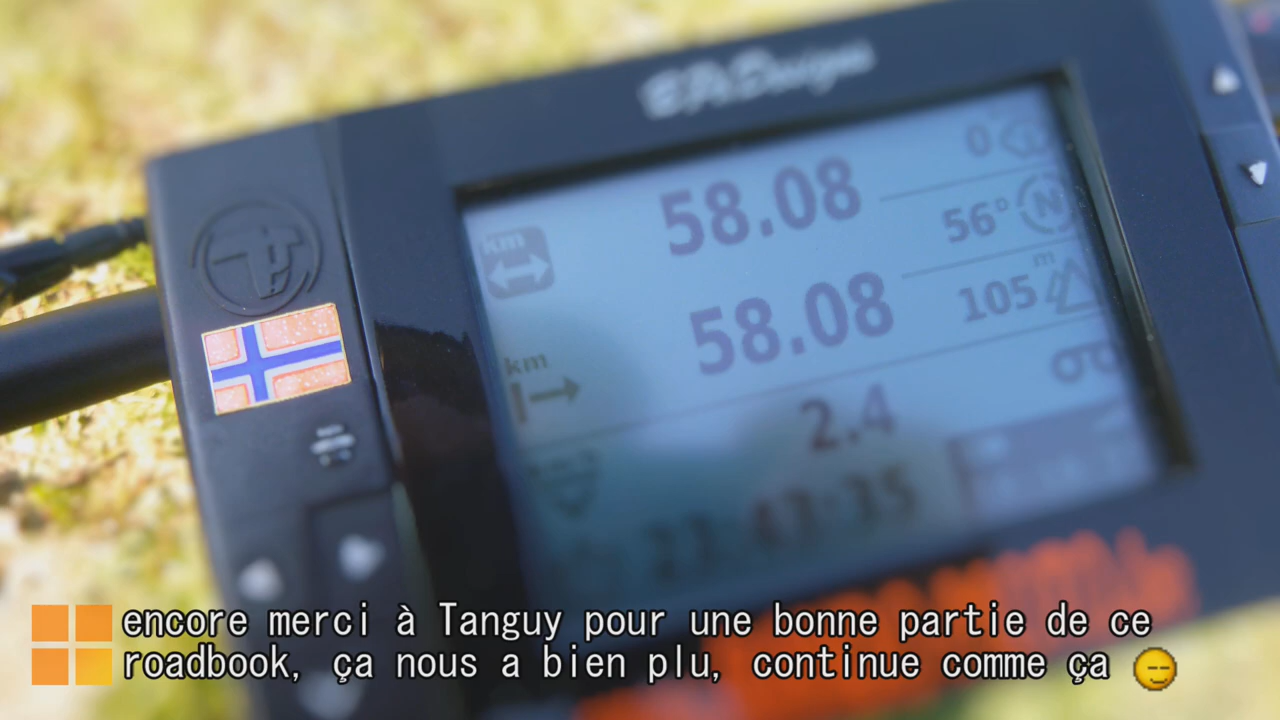 km
58.08
0
56°
N
km
58.08
105 m
2.4
encore merci à Tanguy pour une bonne partie de ce
roadbook, ça nous a bien plu, continue comme ça